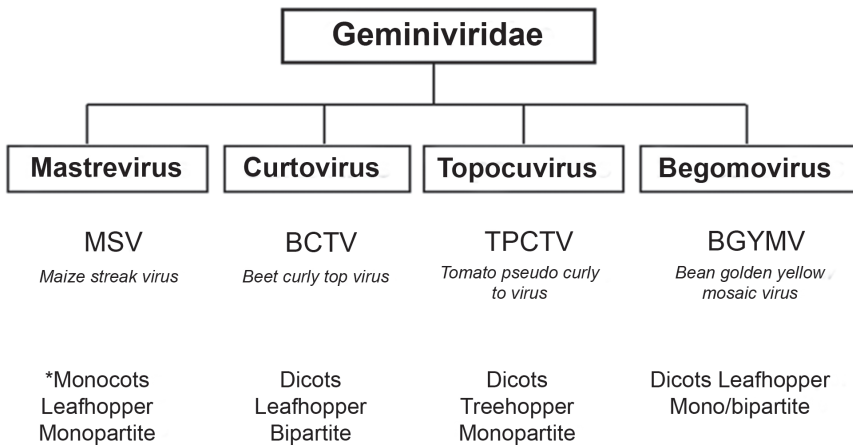 Geminiviridae
Mastrevirus
Curtovirus
Topocuvirus
Begomovirus
MSV
BCTV
TPCTV
BGYMV
Maize streak virus
Beet curly top virus
Tomato pseudo curly
to virus
Bean golden yellow
mosaic virus
*Monocots
Leafhopper
Monopartite
Dicots
Leafhopper
Bipartite
Dicots
Treehopper
Monopartite
Dicots Leafhopper
Mono/bipartite